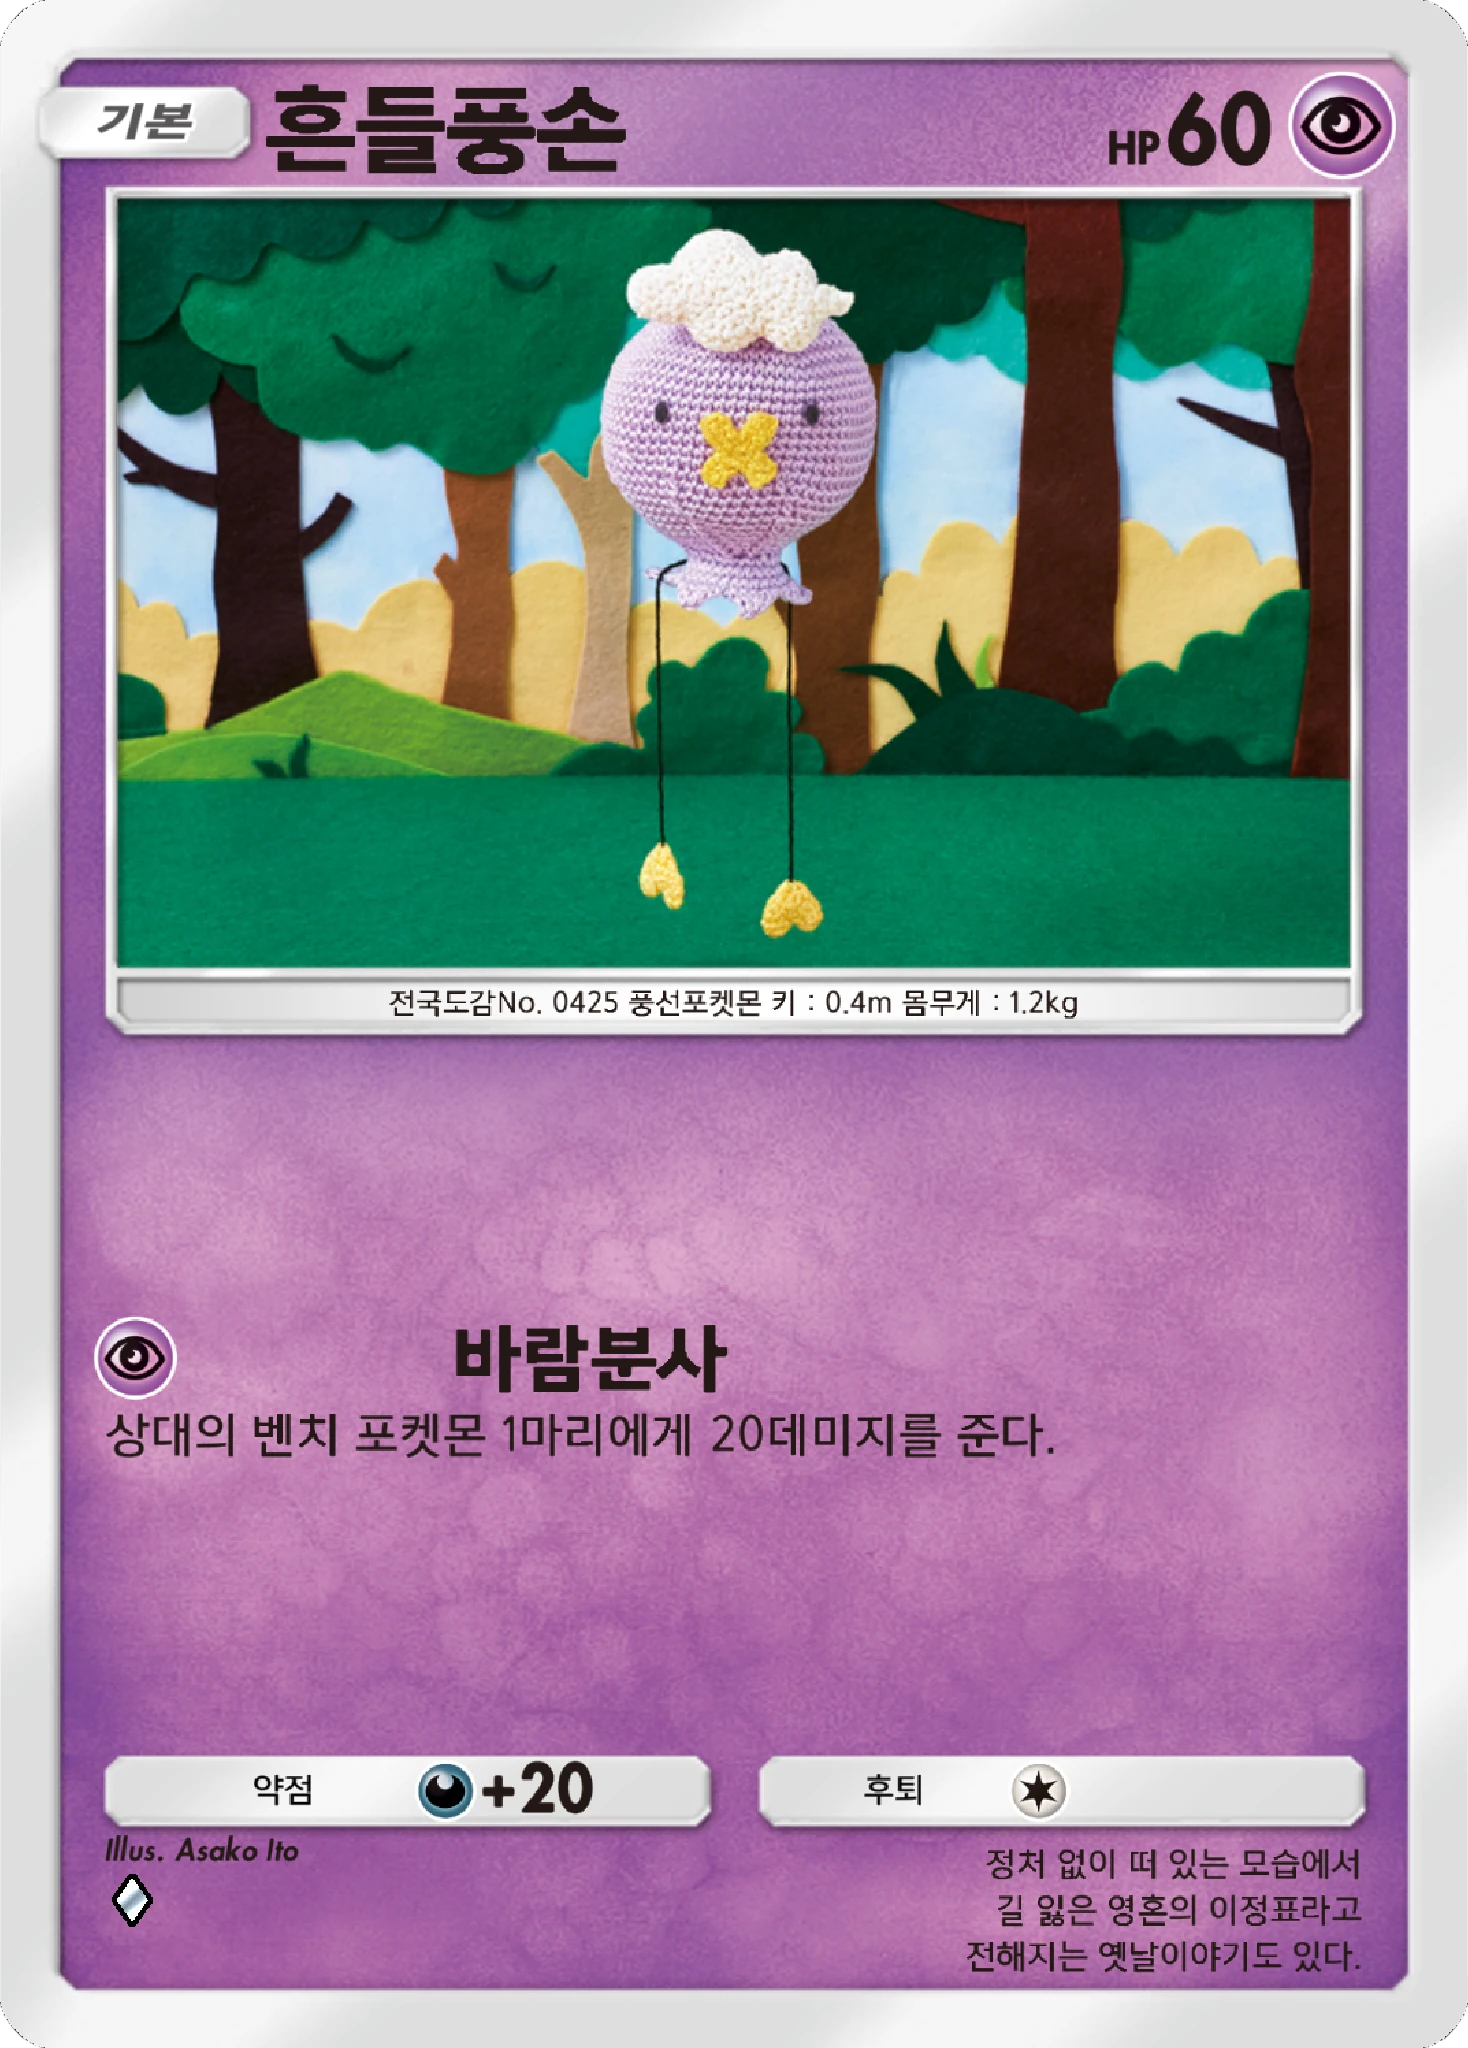 기본 흔들풍손 HP 60
전국도감No. 0425 풍선포켓몬 키 : 0.4m 몸무게 : 1.2kg
바람분사
상대의 벤치 포켓몬 1마리에게 20데미지를 준다.
약점 +20 후퇴
Illus. Asako Ito
정처 없이 떠 있는 모습에서
길 잃은 영혼의 이정표라고
전해지는 옛날이야기도 있다.